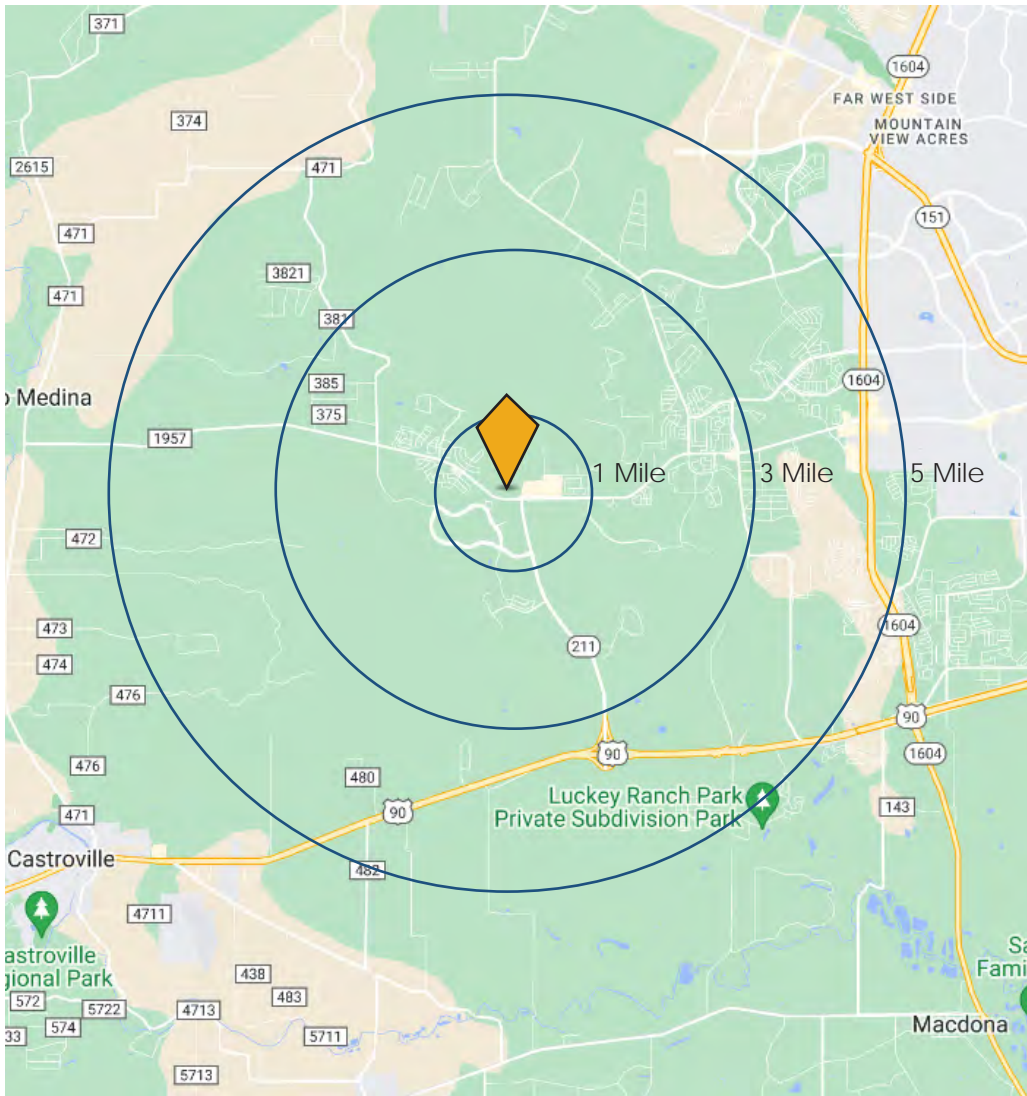 371
1604
FAR WEST SIDE
MOUNTAIN
VIEW ACRES
374
2615
471
151
471
3821
471
381
1604
385
o Medina
375
1957
1 Mile
3 Mile
5 Mile
472
473
1604
211
474
476
90
90
1604
476
480
Luckey Ranch Park
Private Subdivision Park
471
90
143
Castroville
482
4711
astroville
gional Park
Sa
Fami
438
572
483
5722
4713
574
33
5711
Macdona
5713